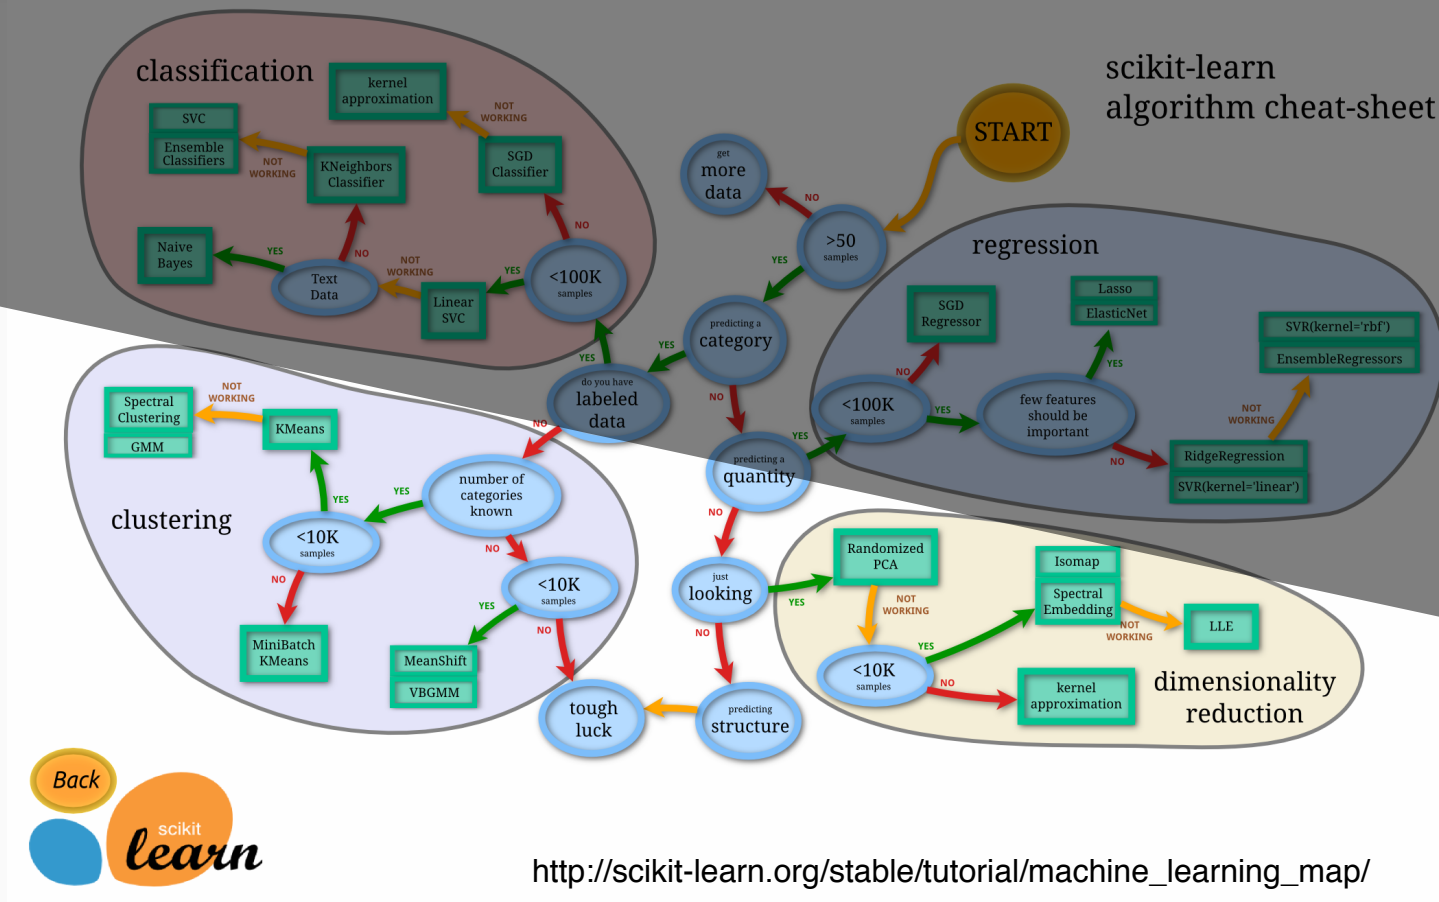 scikit-learn
algorithm cheat-sheet
classification
kernel
approximation
NOT
WORKING
SVC
Ensemble
Classifiers
NOT
WORKING
KNeighbors
Classifier
SGD
Classifier
NO
Naive
Bayes
YES
NO
Text
Data
NOT
WORKING
Linear
SVC
YES
<100K
samples
START
get
more
data
NO
>50
samples
YES
predicting a
category
YES
NO
YES
do you have
labeled
data
NO
predicting a
quantity
YES
NO
regression
SGD
Regressor
Lasso
ElasticNet
SVR(kernel='rbf')
EnsembleRegressors
YES
NO
<100K
samples
YES
few features
should be
important
NOT
WORKING
NO
RidgeRegression
SVR(kernel='linear')
clustering
Spectral
Clustering
GMM
NOT
WORKING
KMeans
YES
YES
number of
categories
known
<10K
samples
NO
NO
MiniBatch
KMeans
<10K
samples
YES
NO
MeanShift
VBGMM
tough
luck
just
looking
YES
NO
predicting
structure
Randomized
PCA
NOT
WORKING
<10K
samples
YES
NO
Isomap
Spectral
Embedding
NOT
WORKING
LLE
kernel
approximation
dimensionality
reduction
Back
scikit
learn
http://scikit-learn.org/stable/tutorial/machine_learning_map/